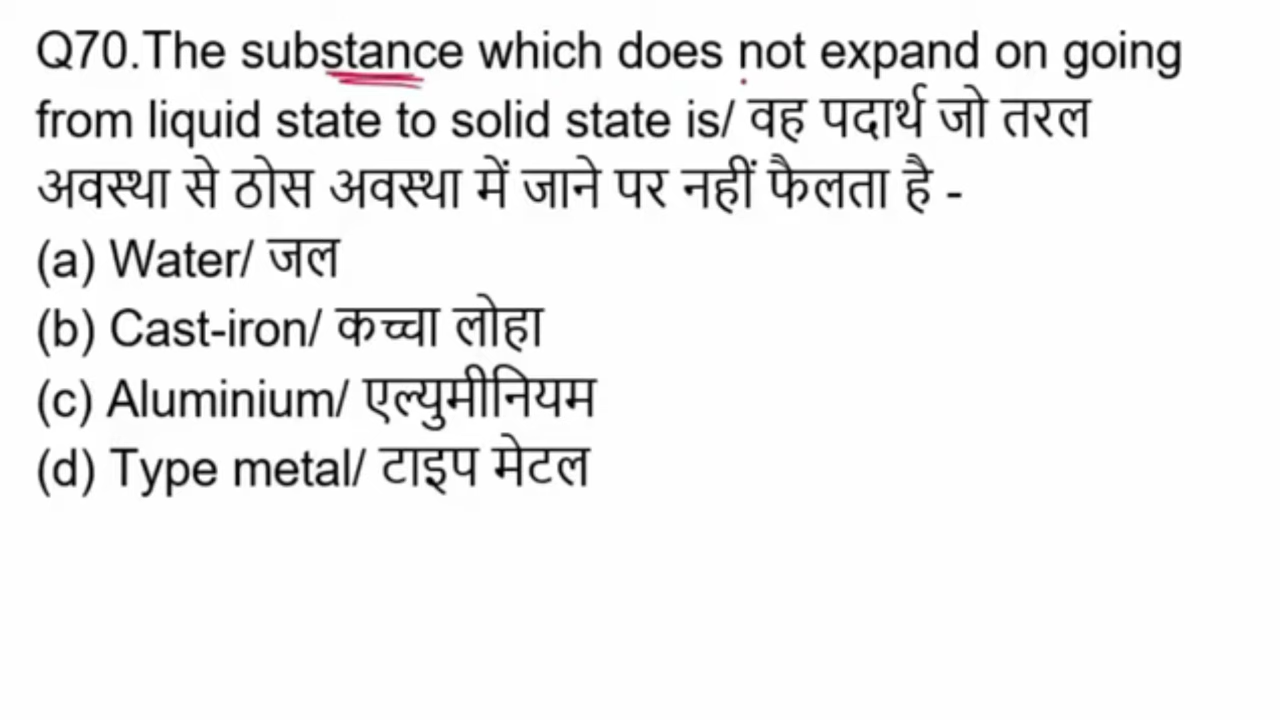 Q70.The substance which does not expand on going
from liquid state to solid state is/ वह पदार्थ जो तरल
अवस्था से ठोस अवस्था में जाने पर नहीं फैलता है -
(a) Water/ जल
(b) Cast-iron/ कच्चा लोहा
(c) Aluminium/ एल्युमीनियम
(d) Type metal/ टाइप मेटल